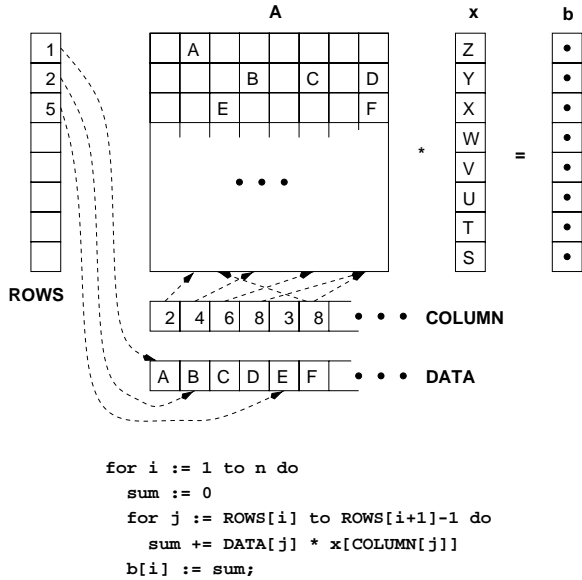 A x b
1 A Z
2 B C D Y
5 E F X
W
* = V
U
T
S
ROWS
2 4 6 8 3 8 • • • COLUMN
A B C D E F • • • DATA
for i := 1 to n do
sum := 0
for j := ROWS[i] to ROWS[i+1]-1 do
sum += DATA[j] * x[COLUMN[j]]
b[i] := sum;